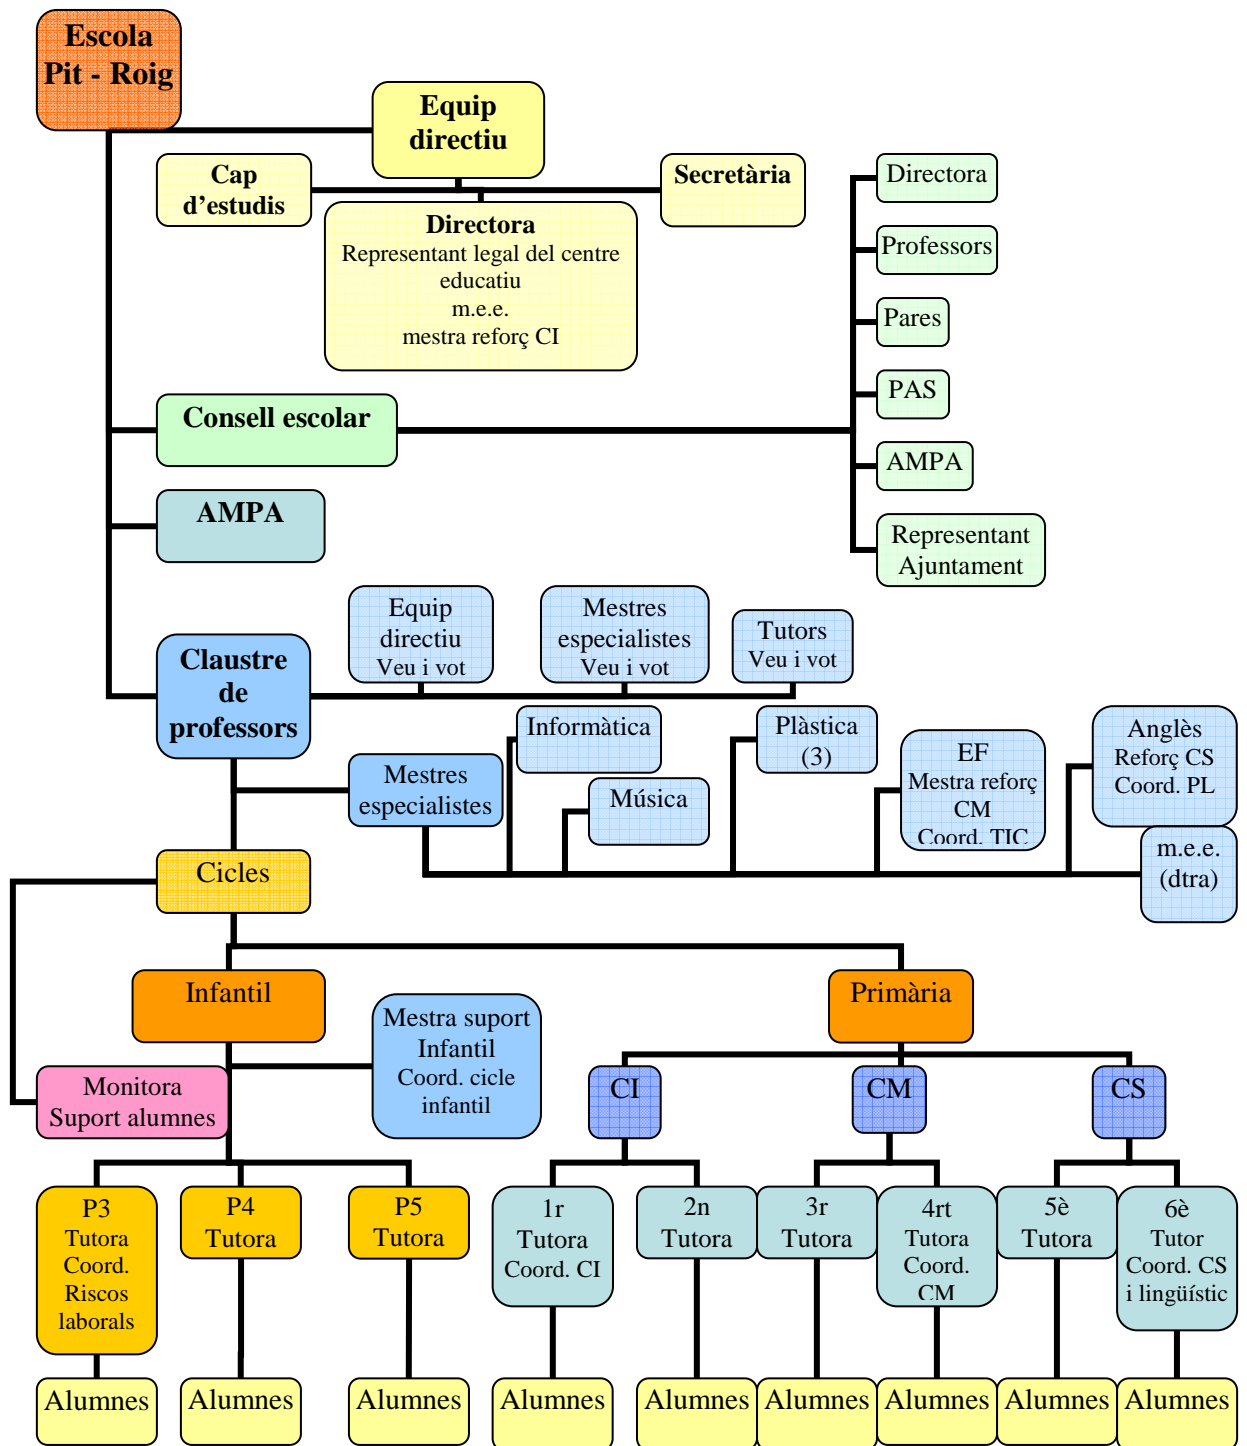 Escola
Pit - Roig
Equip
directiu
Cap
d’estudis
Secretària
Directora
Representant legal del centre
educatiu
m.e.e.
mestra reforç CI
Directora
Professors
Pares
PAS
AMPA
Representant
Ajuntament
Consell escolar
AMPA
Claustre
de
professors
Equip
directiu
Veu i vot
Mestres
especialistes
Veu i vot
Tutors
Veu i vot
Mestres
especialistes
Informàtica
Música
Plàstica
(3)
EF
Mestra reforç
CM
Coord. TIC
Anglès
Reforç CS
Coord. PL
m.e.e.
(dtra)
Cicles
Infantil
Primària
Mestra suport
Infantil
Coord. cicle
infantil
Monitora
Suport alumnes
CI
CM
CS
P3
Tutora
Coord.
Riscos
laborals
P4
Tutora
P5
Tutora
1r
Tutora
Coord. CI
2n
Tutora
3r
Tutora
4rt
Tutora
Coord.
CM
5è
Tutora
6è
Tutor
Coord. CS
i lingüístic
Alumnes
Alumnes
Alumnes
Alumnes
Alumnes
Alumnes
Alumnes
Alumnes
Alumnes